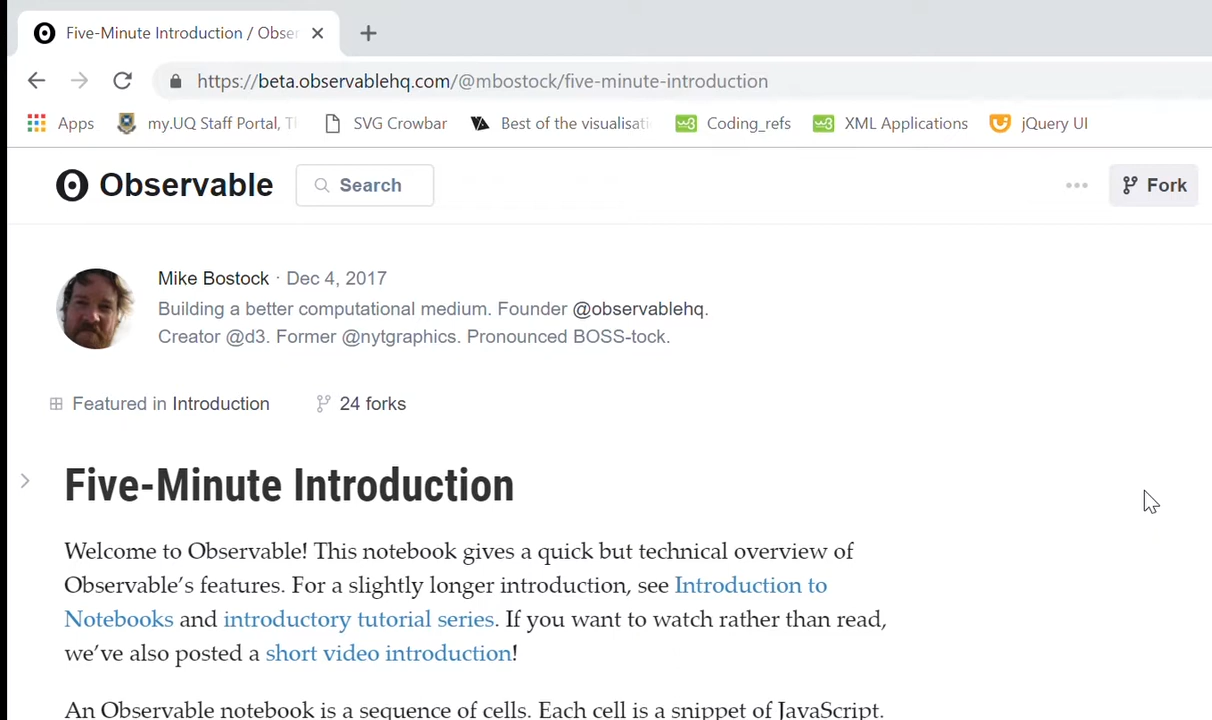 Five-Minute Introduction / Obser
https://beta.observablehq.com/@mbostock/five-minute-introduction
Apps my.UQ Staff Portal, Tl SVG Crowbar Best of the visualisati Coding_refs XML Applications jQuery UI
Observable Search Fork
Mike Bostock · Dec 4, 2017
Building a better computational medium. Founder @observablehq.
Creator @d3. Former @nytgraphics. Pronounced BOSS-tock.
Featured in Introduction 24 forks
Five-Minute Introduction
Welcome to Observable! This notebook gives a quick but technical overview of
Observable’s features. For a slightly longer introduction, see Introduction to
Notebooks and introductory tutorial series. If you want to watch rather than read,
we’ve also posted a short video introduction!
An Observable notebook is a sequence of cells. Each cell is a snippet of JavaScript.